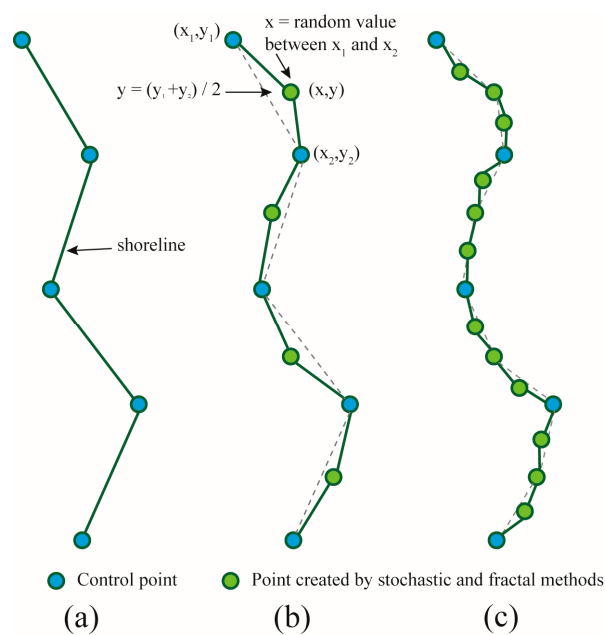 (x₁,y₁)
x = random value
between x₁ and x₂
y = (y₁ +y₂) / 2
(x,y)
(x₂,y₂)
shoreline
Control point
Point created by stochastic and fractal methods
(a)
(b)
(c)